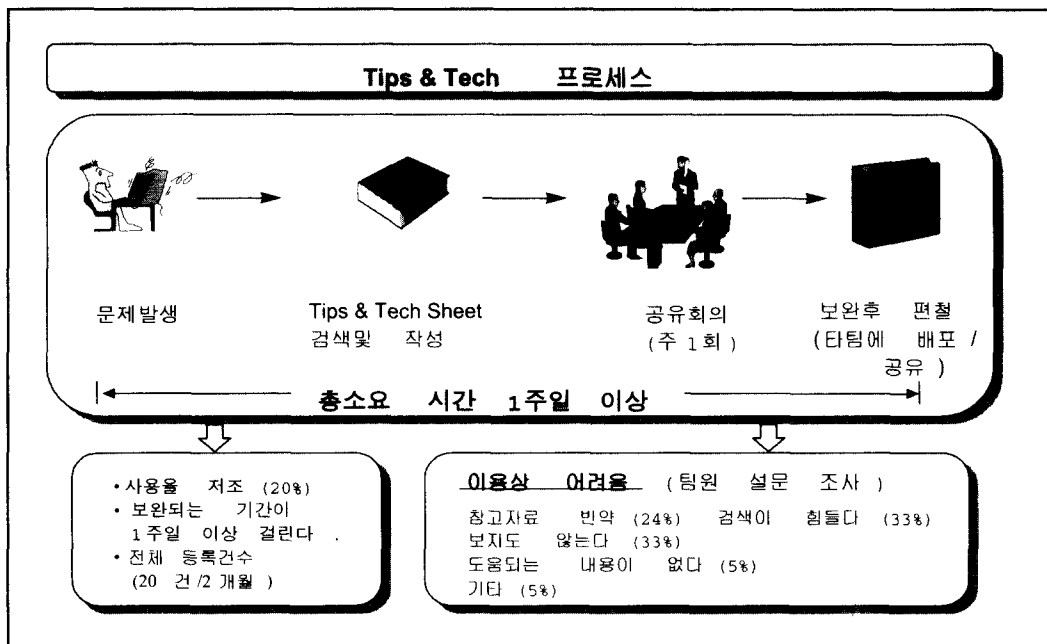 Tips & Tech 프로세스
문제발생
Tips & Tech Sheet
검색및 작성
공유회의
(주 1회)
보완후 편철
(타팀에 배포 /
공유 )
총소요 시간 1주일 이상
• 사용율 저조 (20%)
• 보완되는 기간이
1주일 이상 걸린다 .
• 전체 등록건수
(20 건 /2 개월 )
이용상 어려움 (팀원 설문 조사 )
참고자료 빈약 (24%) 검색이 힘들다 (33%)
보지도 않는다 (33%)
도움되는 내용이 없다 (5%)
기타 (5%)